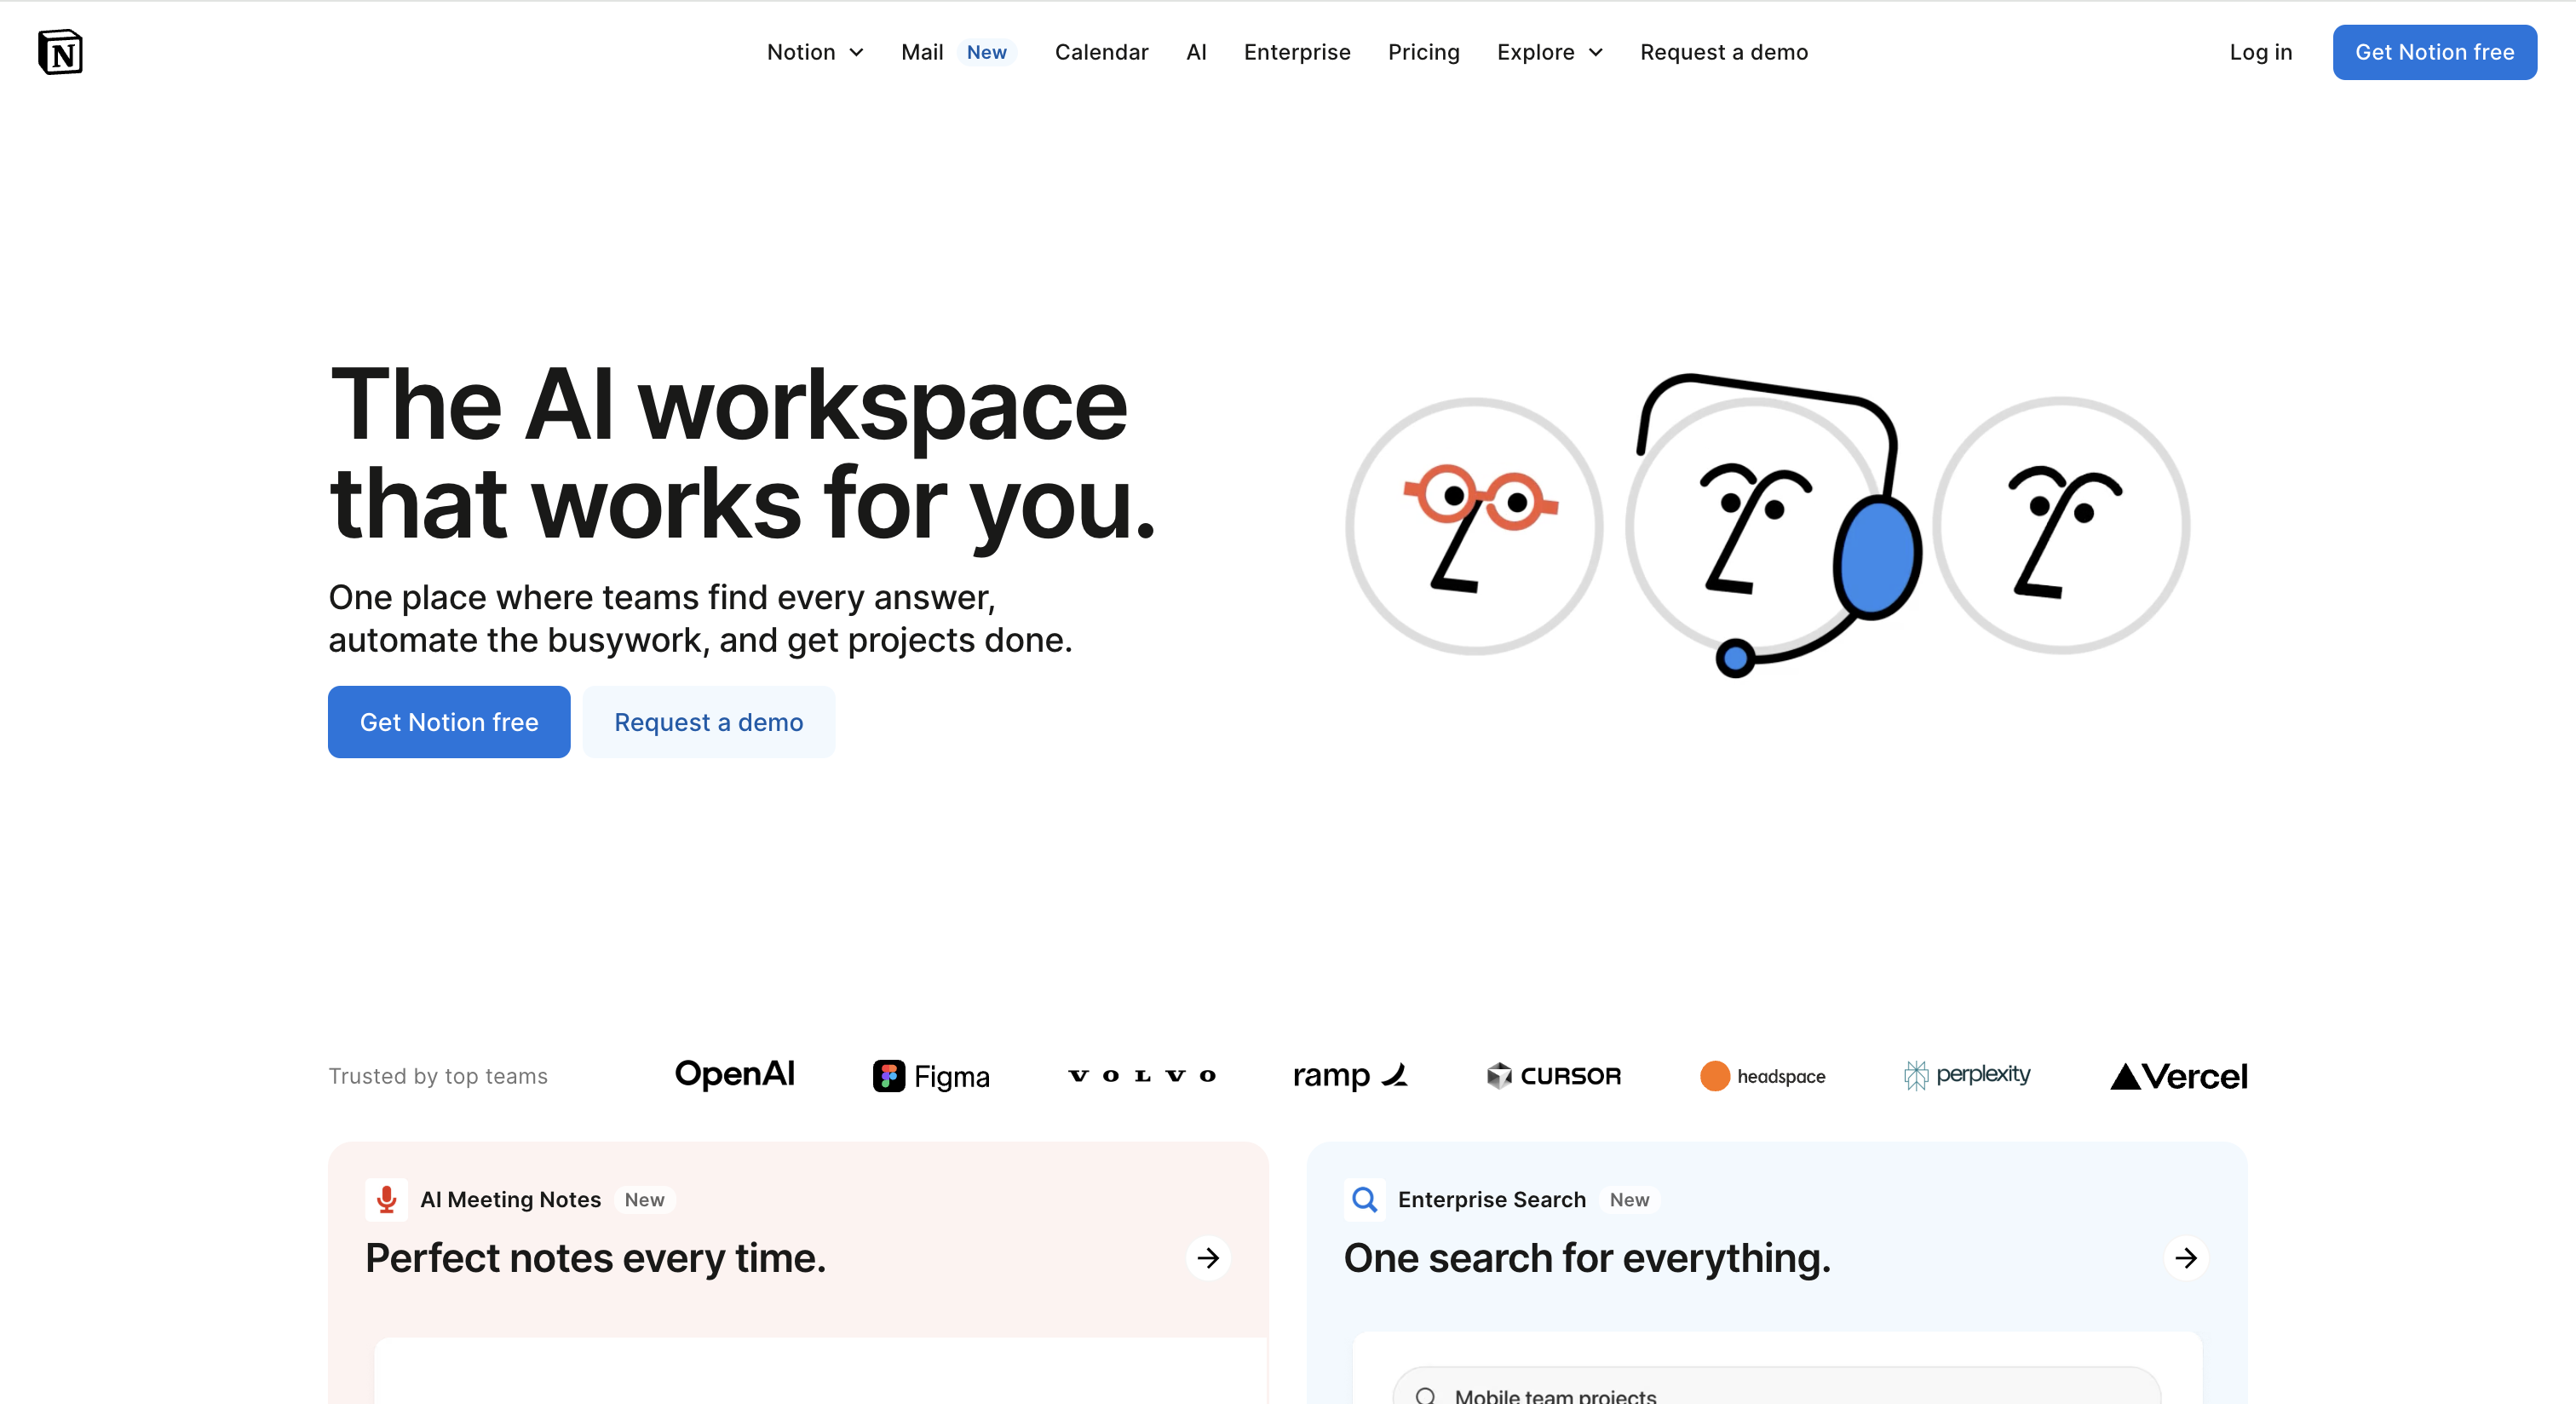 N
Notion
Mail New
Calendar
AI
Enterprise
Pricing
Explore
Request a demo
Log in
Get Notion free
The AI workspace
that works for you.
One place where teams find every answer,
automate the busywork, and get projects done.
Get Notion free
Request a demo
Trusted by top teams
OpenAI
Figma
VOLVO
ramp
CURSOR
headspace
perplexity
Vercel
AI Meeting Notes New
Perfect notes every time.
Enterprise Search New
One search for everything.
Mobile team projects